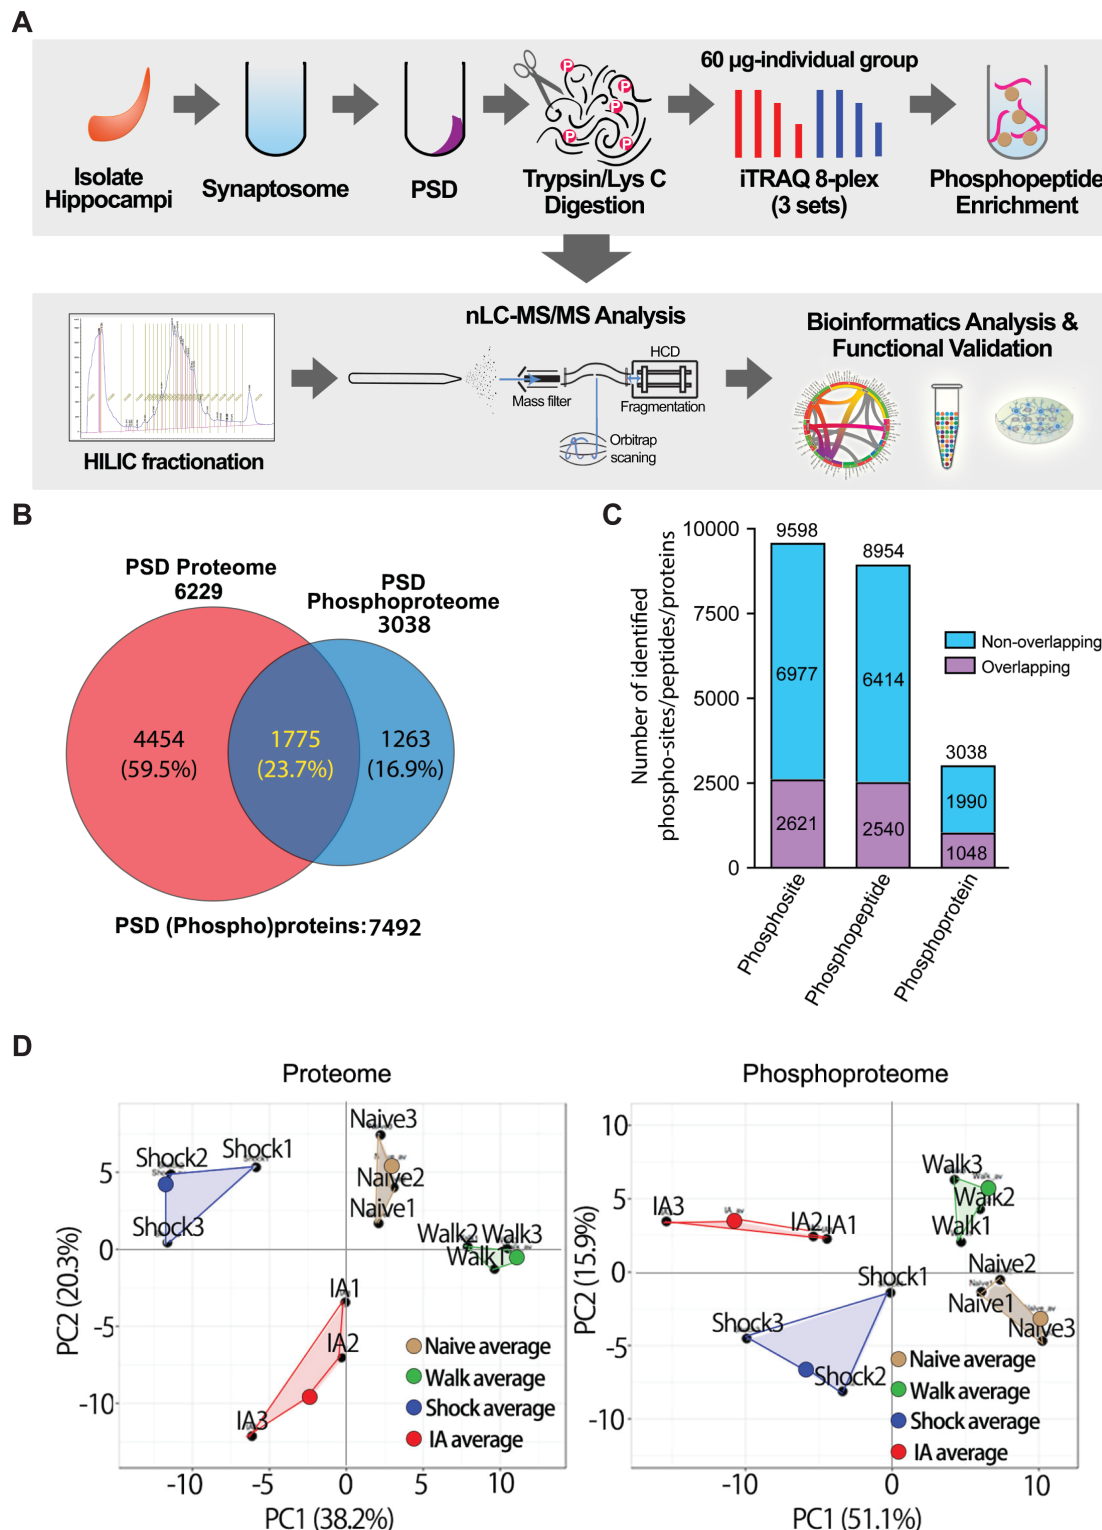 A
60 µg-individual group
P
P
P
P
P
Isolate
Hippocampi
Synaptosome
PSD
Trypsin/Lys C
Digestion
iTRAQ 8-plex
(3 sets)
Phosphopeptide
Enrichment
nLC-MS/MS Analysis
Bioinformatics Analysis &
Functional Validation
HCD
Mass filter
Fragmentation
Orbitrap
scaning
HILIC fractionation
B
PSD Proteome
6229
PSD
Phosphoproteome
3038
4454
(59.5%)
1775
(23.7%)
1263
(16.9%)
PSD (Phospho)proteins:7492
C
Number of identified
phospho-sites/peptides/proteins
10000
7500
5000
2500
0
9598
8954
3038
6977
6414
1990
2621
2540
1048
Non-overlapping
Overlapping
Phosphosite
Phosphopeptide
Phosphoprotein
D
Proteome
PC2 (20.3%)
5
0
-5
-10
Naive3
Shock1
Shock2
Naive2
Naive1
Shock3
Walk2
Walk3
Walk1
IA1
IA2
IA3
Naive average
Walk average
Shock average
IA average
-10
-5
0
5
10
PC1 (38.2%)
Phosphoproteome
PC2 (15.9%)
10
5
0
-5
-10
Walk3
Walk2
IA3
IA2
IA1
Walk1
Shock1
Naive2
Naive1
Shock3
Naive3
Shock2
Naive average
Walk average
Shock average
IA average
-10
0
10
PC1 (51.1%)